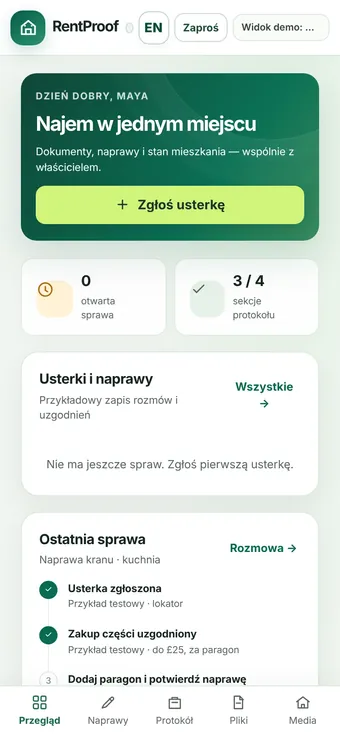 RentProof
EN
Zaproś
Widok demo: ...
DZIEŃ DOBRY, MAYA
Najem w jednym miejscu
Dokumenty, naprawy i stan mieszkania — wspólnie z
właścicielem.
+ Zgłoś usterkę
0
otwarta
sprawa
3 / 4
sekcje
protokołu
Usterki i naprawy
Przykładowy zapis rozmów i
uzgodnień
Wszystkie
→
Nie ma jeszcze spraw. Zgłoś pierwszą usterkę.
Ostatnia sprawa
Naprawa kranu · kuchnia
Rozmowa →
Usterka zgłoszona
Przykład testowy · lokator
Zakup części uzgodniony
Przykład testowy · do £25, za paragon
3
Dodaj paragon i potwierdź naprawę
Przegląd
Naprawy
Protokół
Pliki
Media